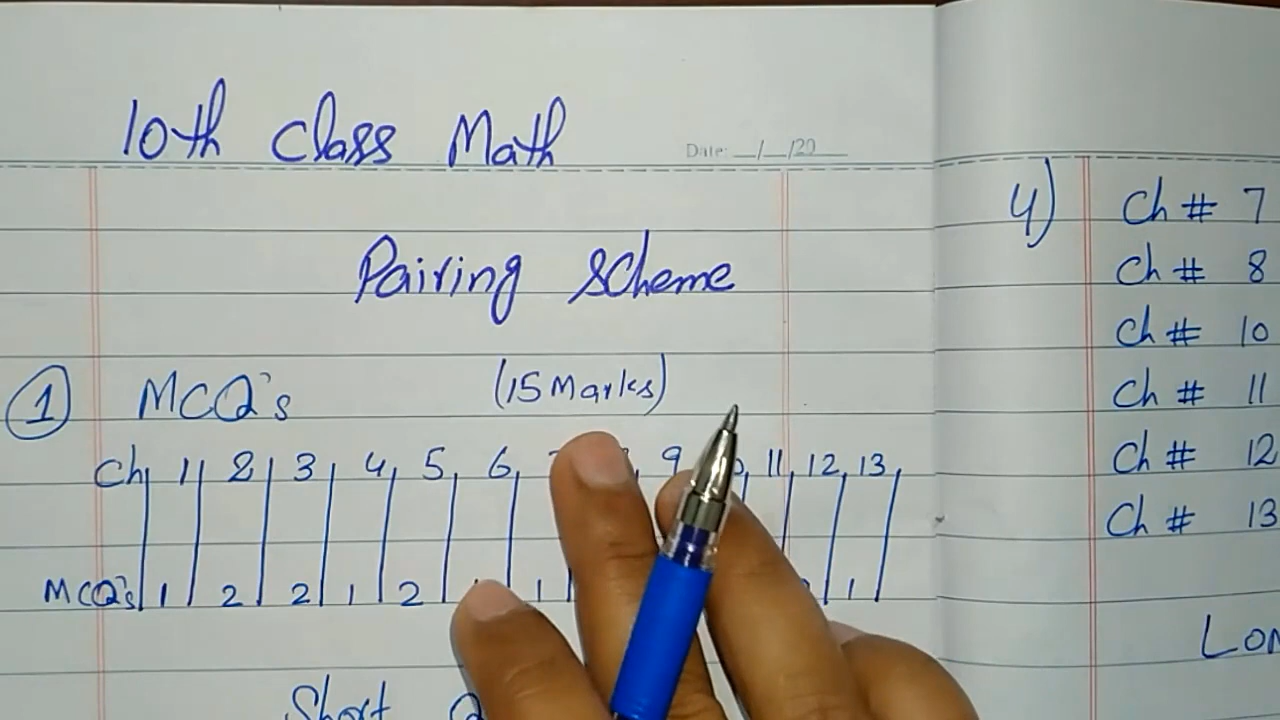 10th Class Math
Date: __/__/20___
Pairing Scheme
1 MCQ's (15 Marks)
Ch 1 2 3 4 5 6 9 11 12 13
MCQ's 1 2 2 1 2 1 1
Short
4) Ch # 7
Ch # 8
Ch # 10
Ch # 11
Ch # 12
Ch # 13